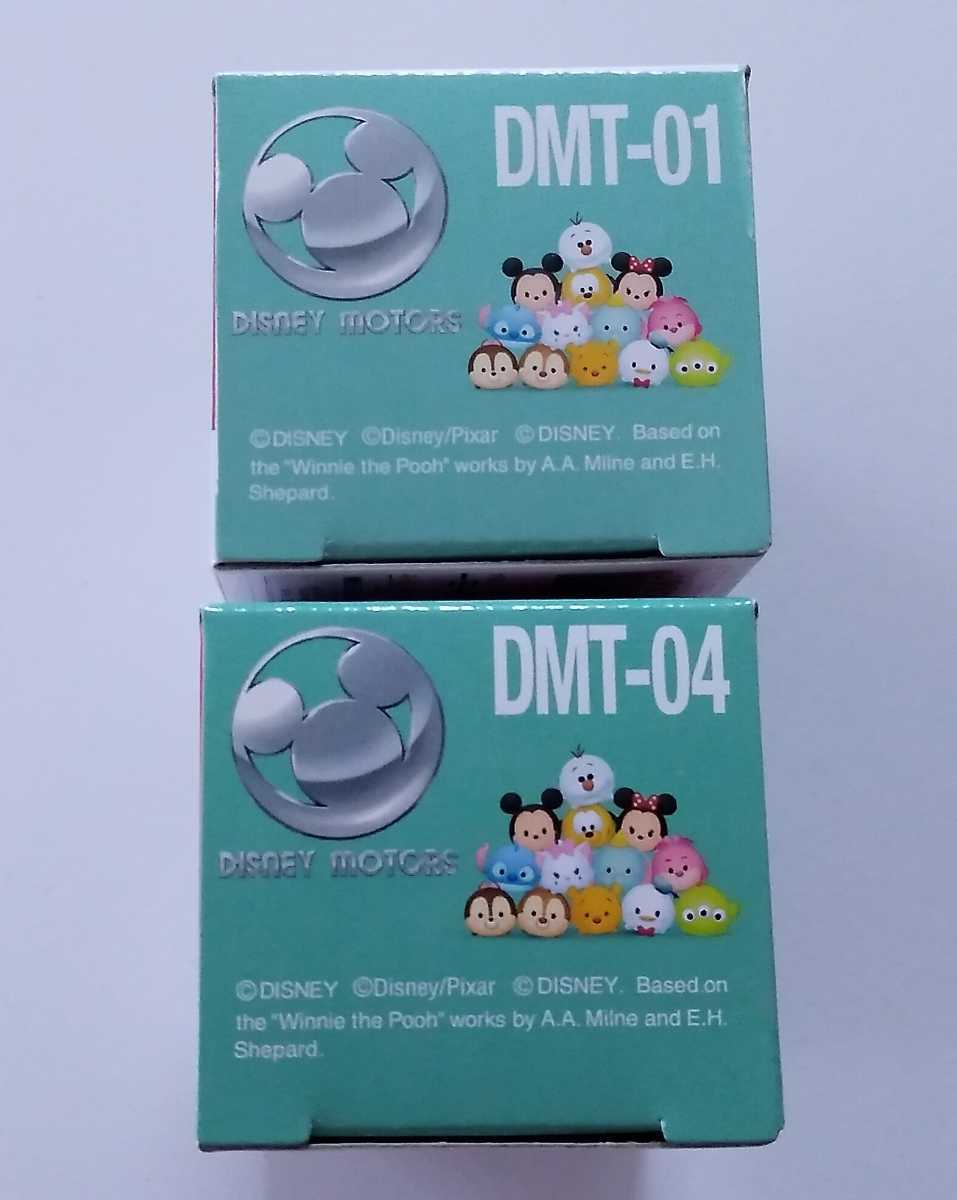 DMT-01
DISNEY MOTORS
©DISNEY ©Disney/Pixar ©DISNEY. Based on
the "Winnie the Pooh" works by A.A. Milne and E.H.
Shepard.
DMT-04
DISNEY MOTORS
©DISNEY ©Disney/Pixar ©DISNEY. Based on
the "Winnie the Pooh" works by A.A. Milne and E.H.
Shepard.